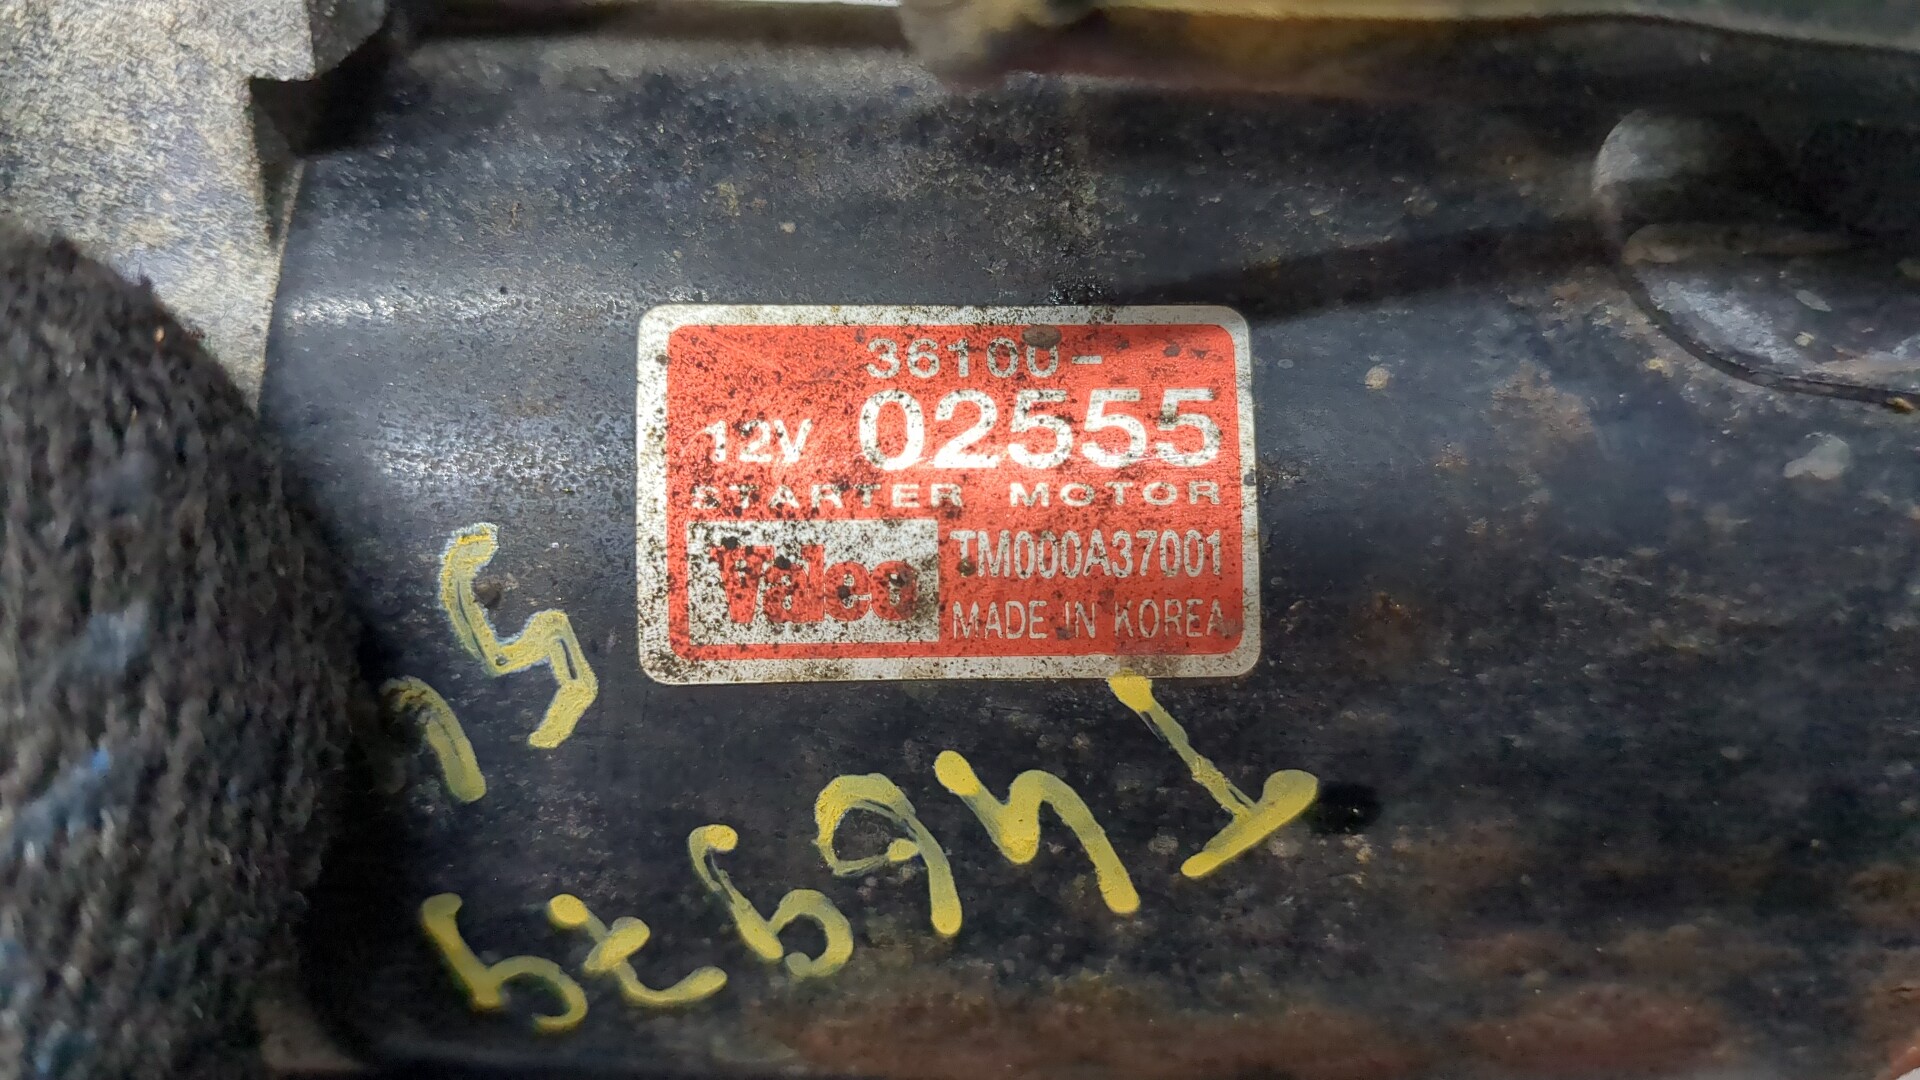 36100-
12V 02555
STARTER MOTOR
Valeo TM000A37001
MADE IN KOREA